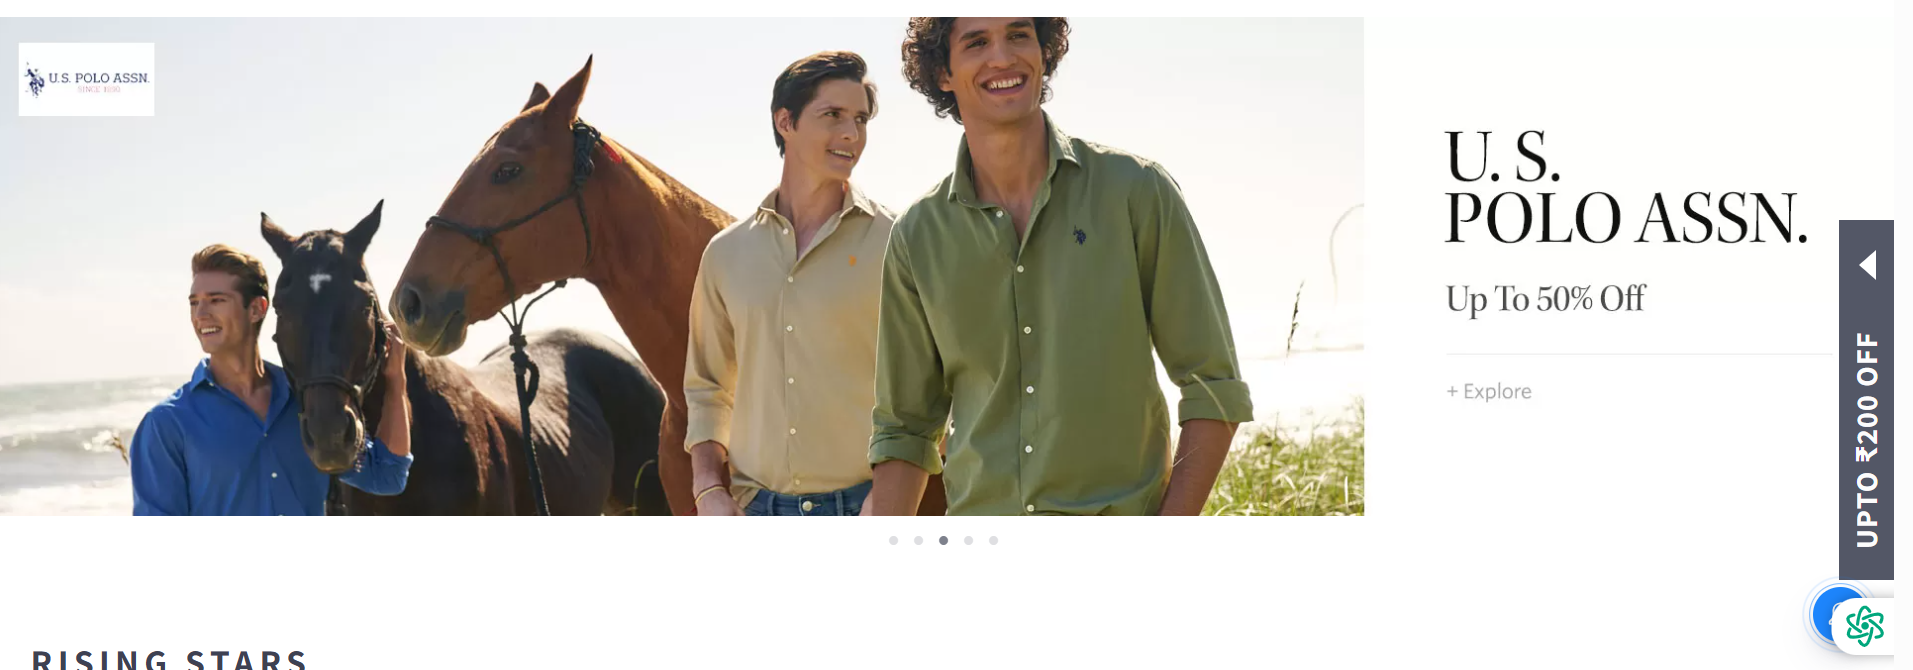 U.S. POLO ASSN.
SINCE 1890
U. S.
POLO ASSN.
Up To 50% Off
+ Explore
UPTO ₹200 OFF
RISING STARS